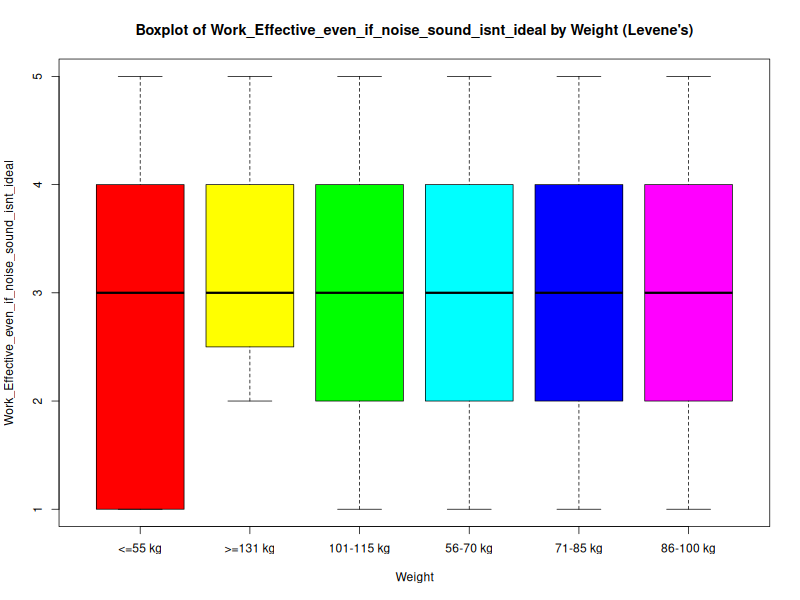 Boxplot of Work_Effective_even_if_noise_sound_isnt_ideal by Weight (Levene's)
Work_Effective_even_if_noise_sound_isnt_ideal
5
4
3
2
1
<=55 kg >=131 kg 101-115 kg 56-70 kg 71-85 kg 86-100 kg
Weight